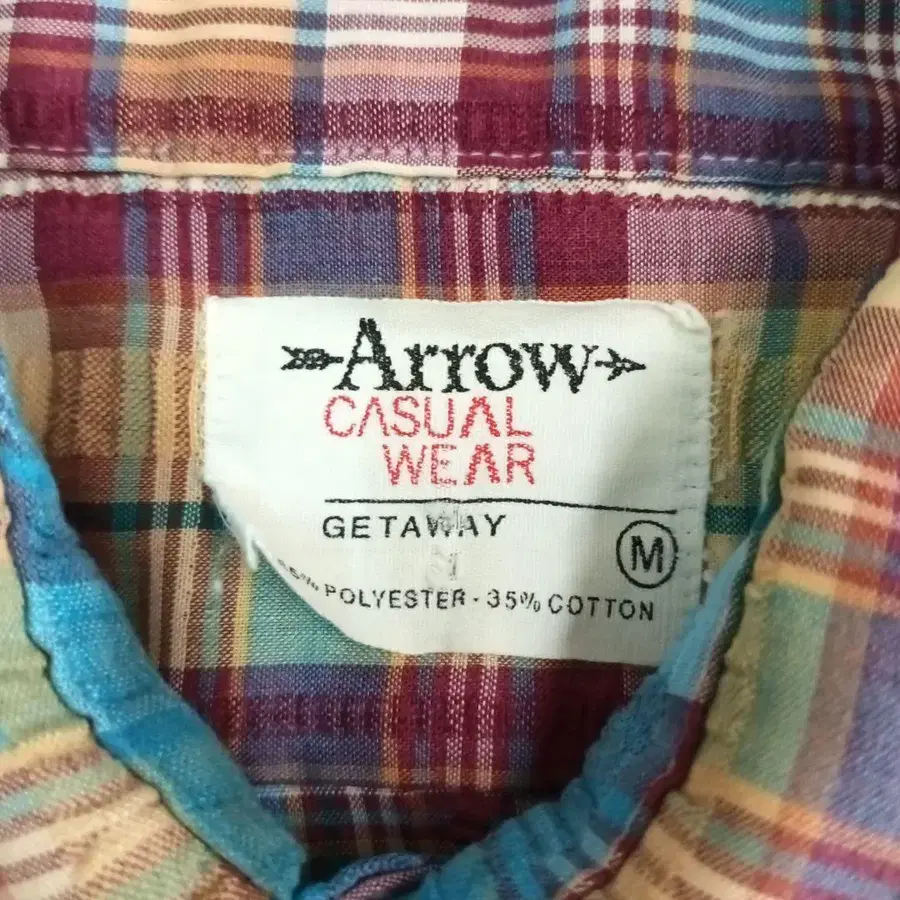 Arrow
CASUAL
WEAR
GETAWAY
M
POLYESTER - 35% COTTON